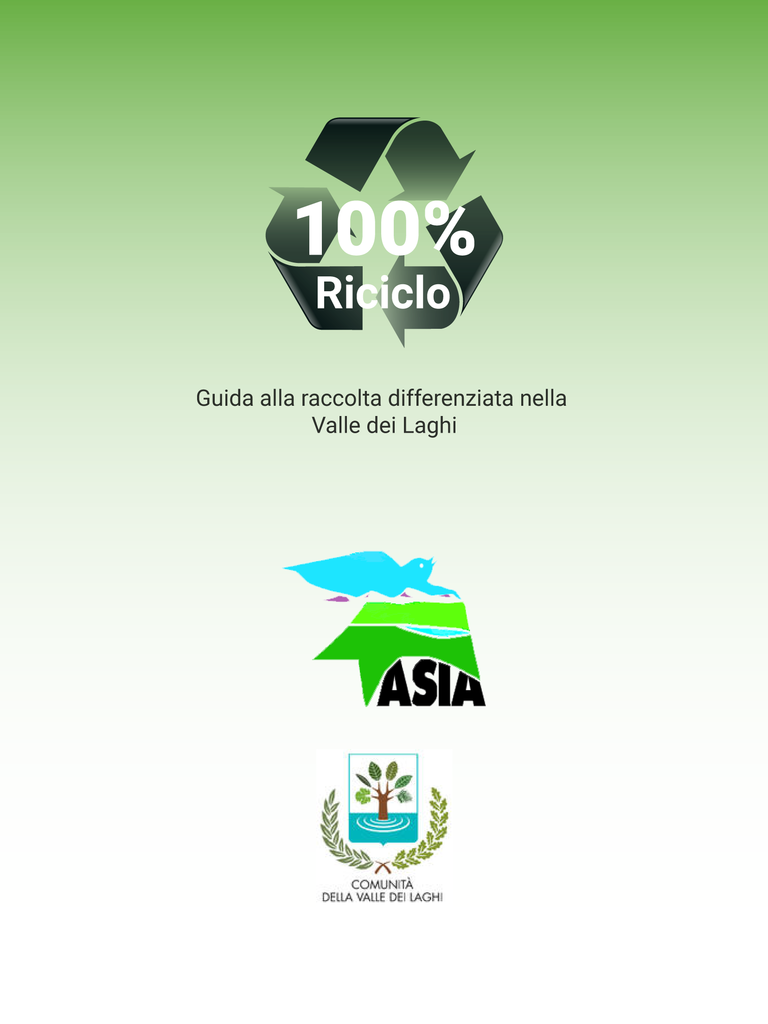 100%
Riciclo
Guida alla raccolta differenziata nella
Valle dei Laghi
ASIA
COMUNITÀ
DELLA VALLE DEI LAGHI